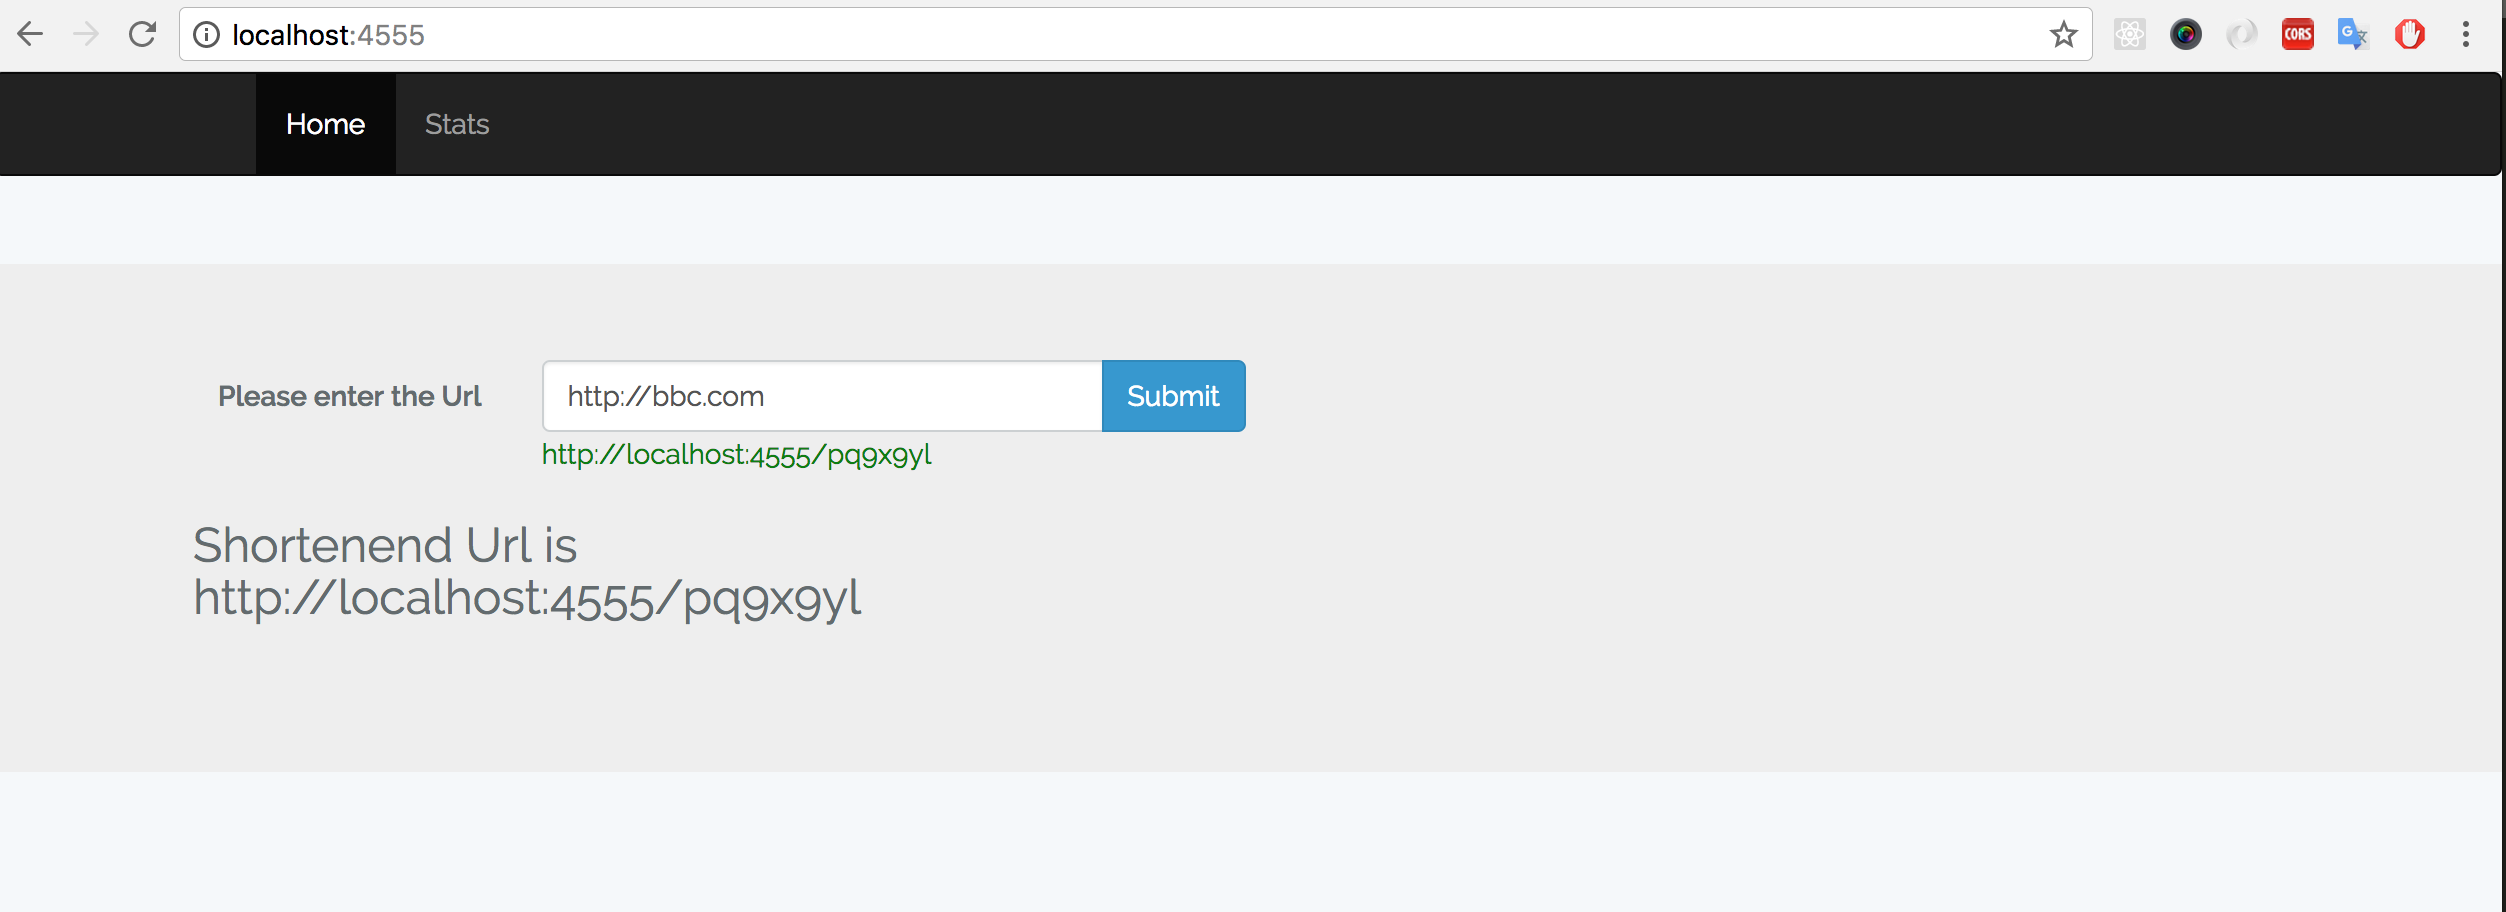 localhost:4555
CORS
G
Home Stats
Please enter the Url http://bbc.com Submit
http://localhost:4555/pq9x9yl
Shortenend Url is
http://localhost:4555/pq9x9yl